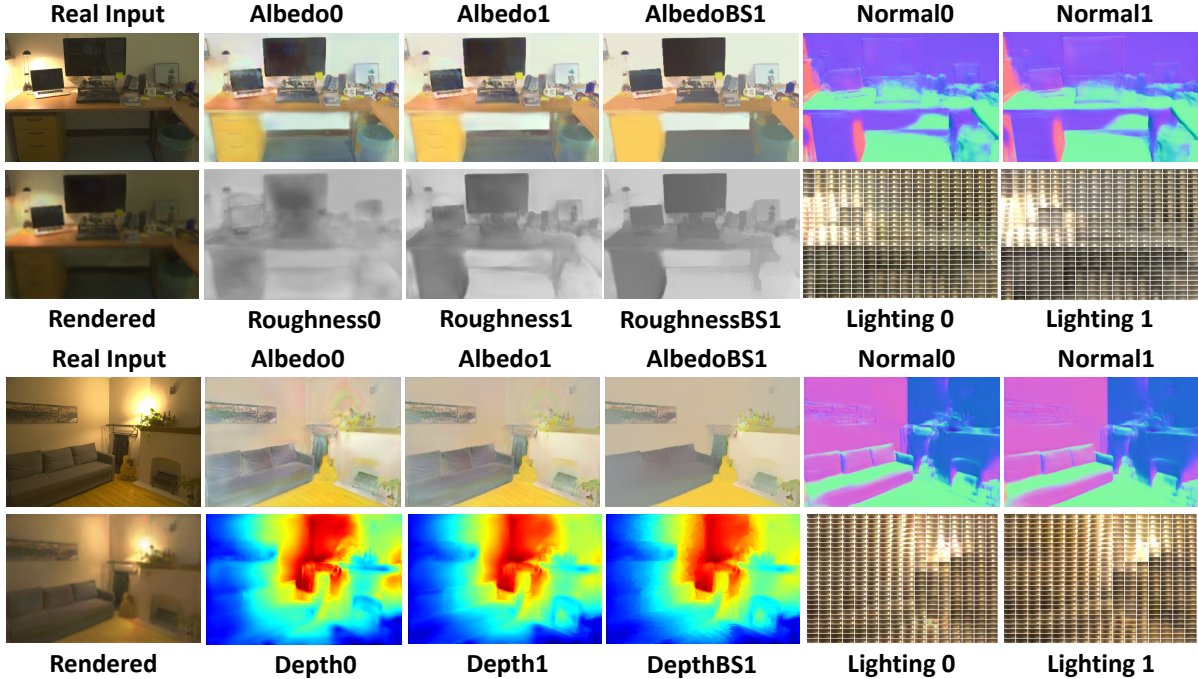 Real Input Albedo0 Albedo1 AlbedoBS1 Normal0 Normal1
Rendered Roughness0 Roughness1 RoughnessBS1 Lighting 0 Lighting 1
Real Input Albedo0 Albedo1 AlbedoBS1 Normal0 Normal1
Rendered Depth0 Depth1 DepthBS1 Lighting 0 Lighting 1